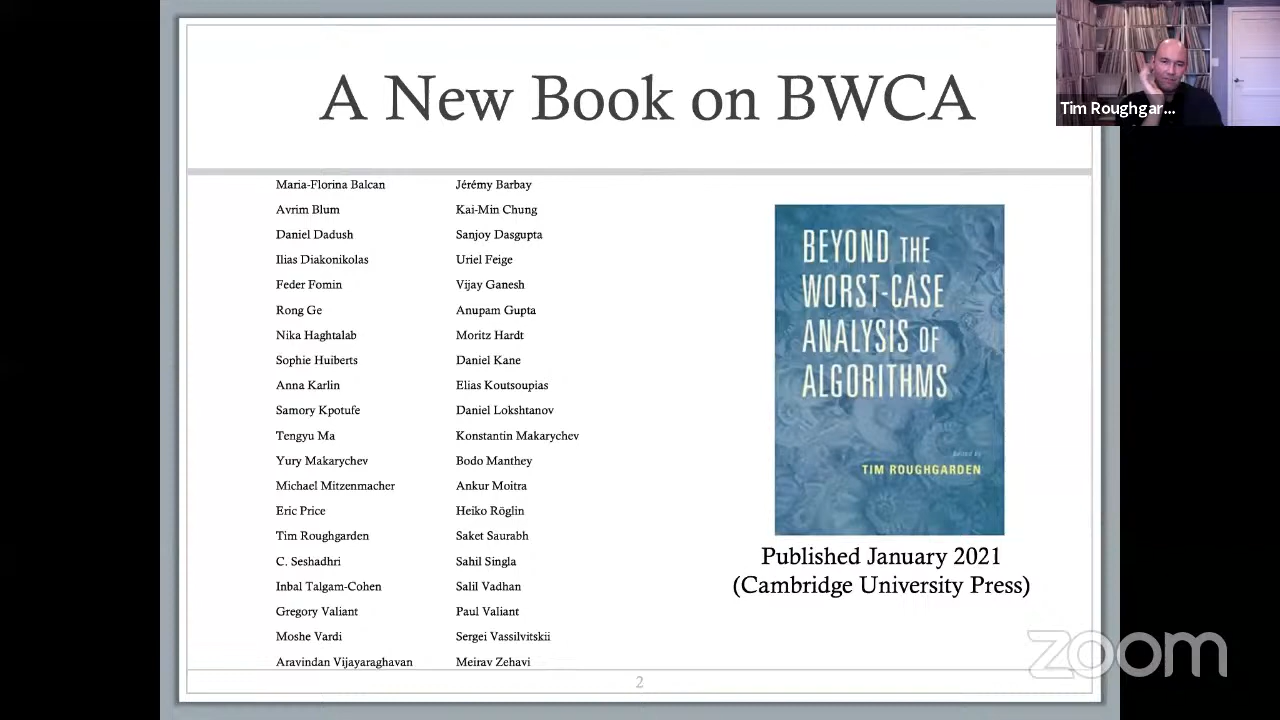 A New Book on BWCA
Tim Roughgar...
Maria-Florina Balcan
Avrim Blum
Daniel Dadush
Ilias Diakonikolas
Feder Fomin
Rong Ge
Nika Haghtalab
Sophie Huiberts
Anna Karlin
Samory Kpotufe
Tengyu Ma
Yury Makarychev
Michael Mitzenmacher
Eric Price
Tim Roughgarden
C. Seshadhri
Inbal Talgam-Cohen
Gregory Valiant
Moshe Vardi
Aravindan Vijayaraghavan
Jérémy Barbay
Kai-Min Chung
Sanjoy Dasgupta
Uriel Feige
Vijay Ganesh
Anupam Gupta
Moritz Hardt
Daniel Kane
Elias Koutsoupias
Daniel Lokshtanov
Konstantin Makarychev
Bodo Manthey
Ankur Moitra
Heiko Röglin
Saket Saurabh
Sahil Singla
Salil Vadhan
Paul Valiant
Sergei Vassilvitskii
Meirav Zehavi
BEYOND THE
WORST-CASE
ANALYSIS OF
ALGORITHMS
Edited by
TIM ROUGHGARDEN
Published January 2021
(Cambridge University Press)
zoom
2